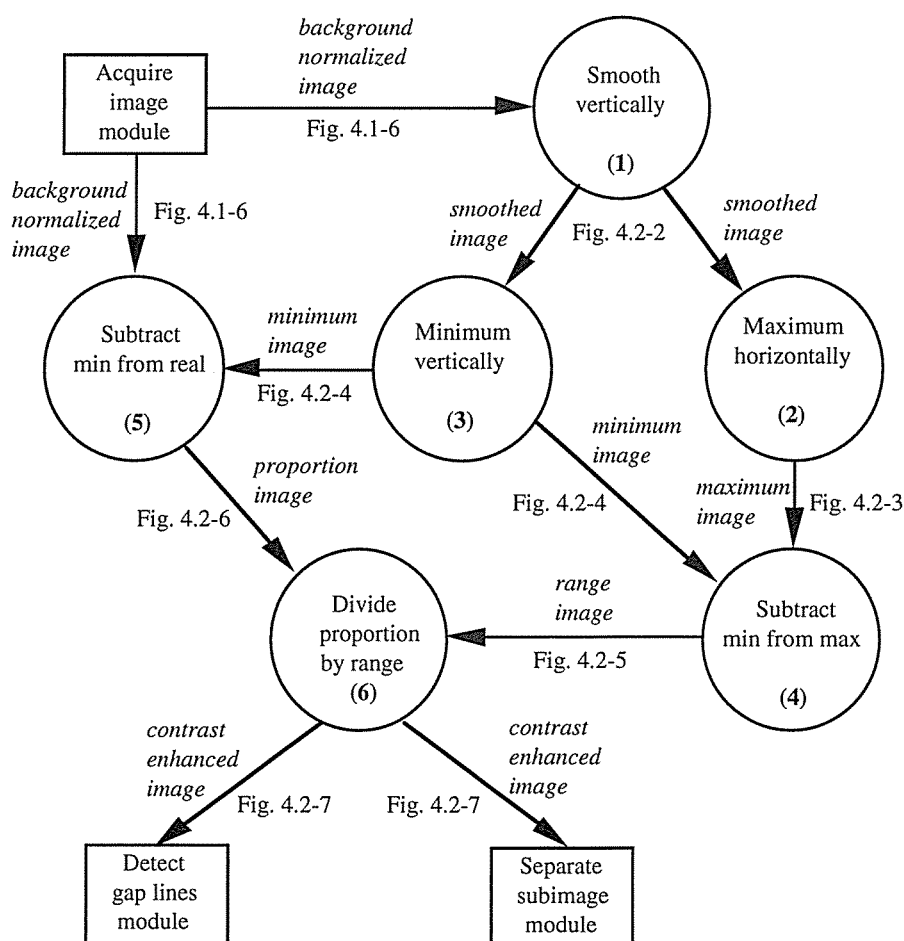 background
normalized
image
Acquire
image
module
Fig. 4.1-6
Smooth
vertically
(1)
background
normalized
image
Fig. 4.1-6
smoothed
image
Fig. 4.2-2
smoothed
image
Subtract
min from real
(5)
minimum
image
Fig. 4.2-4
Minimum
vertically
(3)
Maximum
horizontally
(2)
proportion
image
Fig. 4.2-6
minimum
image
Fig. 4.2-4
maximum
image
Fig. 4.2-3
Divide
proportion
by range
(6)
range
image
Fig. 4.2-5
Subtract
min from max
(4)
contrast
enhanced
image
Fig. 4.2-7
contrast
enhanced
image
Fig. 4.2-7
Detect
gap lines
module
Separate
subimage
module